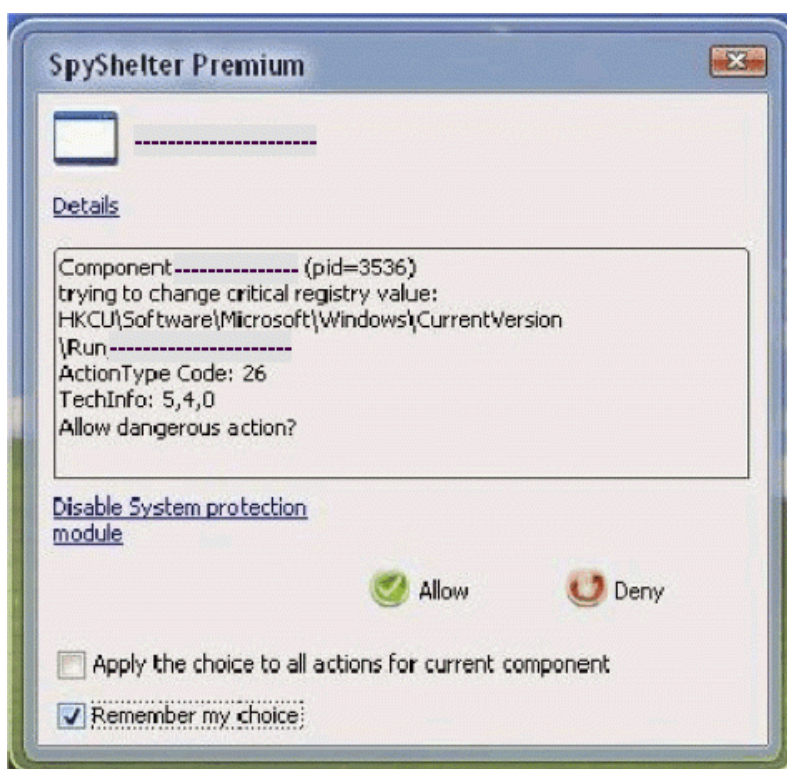 SpyShelter Premium
---------------------
Details
Component--------------- (pid=3536)
trying to change critical registry value:
HKCU\Software\Microsoft\Windows\CurrentVersion
\Run----------------------
ActionType Code: 26
TechInfo: 5,4,0
Allow dangerous action?
Disable System protection
module
Allow
Deny
Apply the choice to all actions for current component
Remember my choice